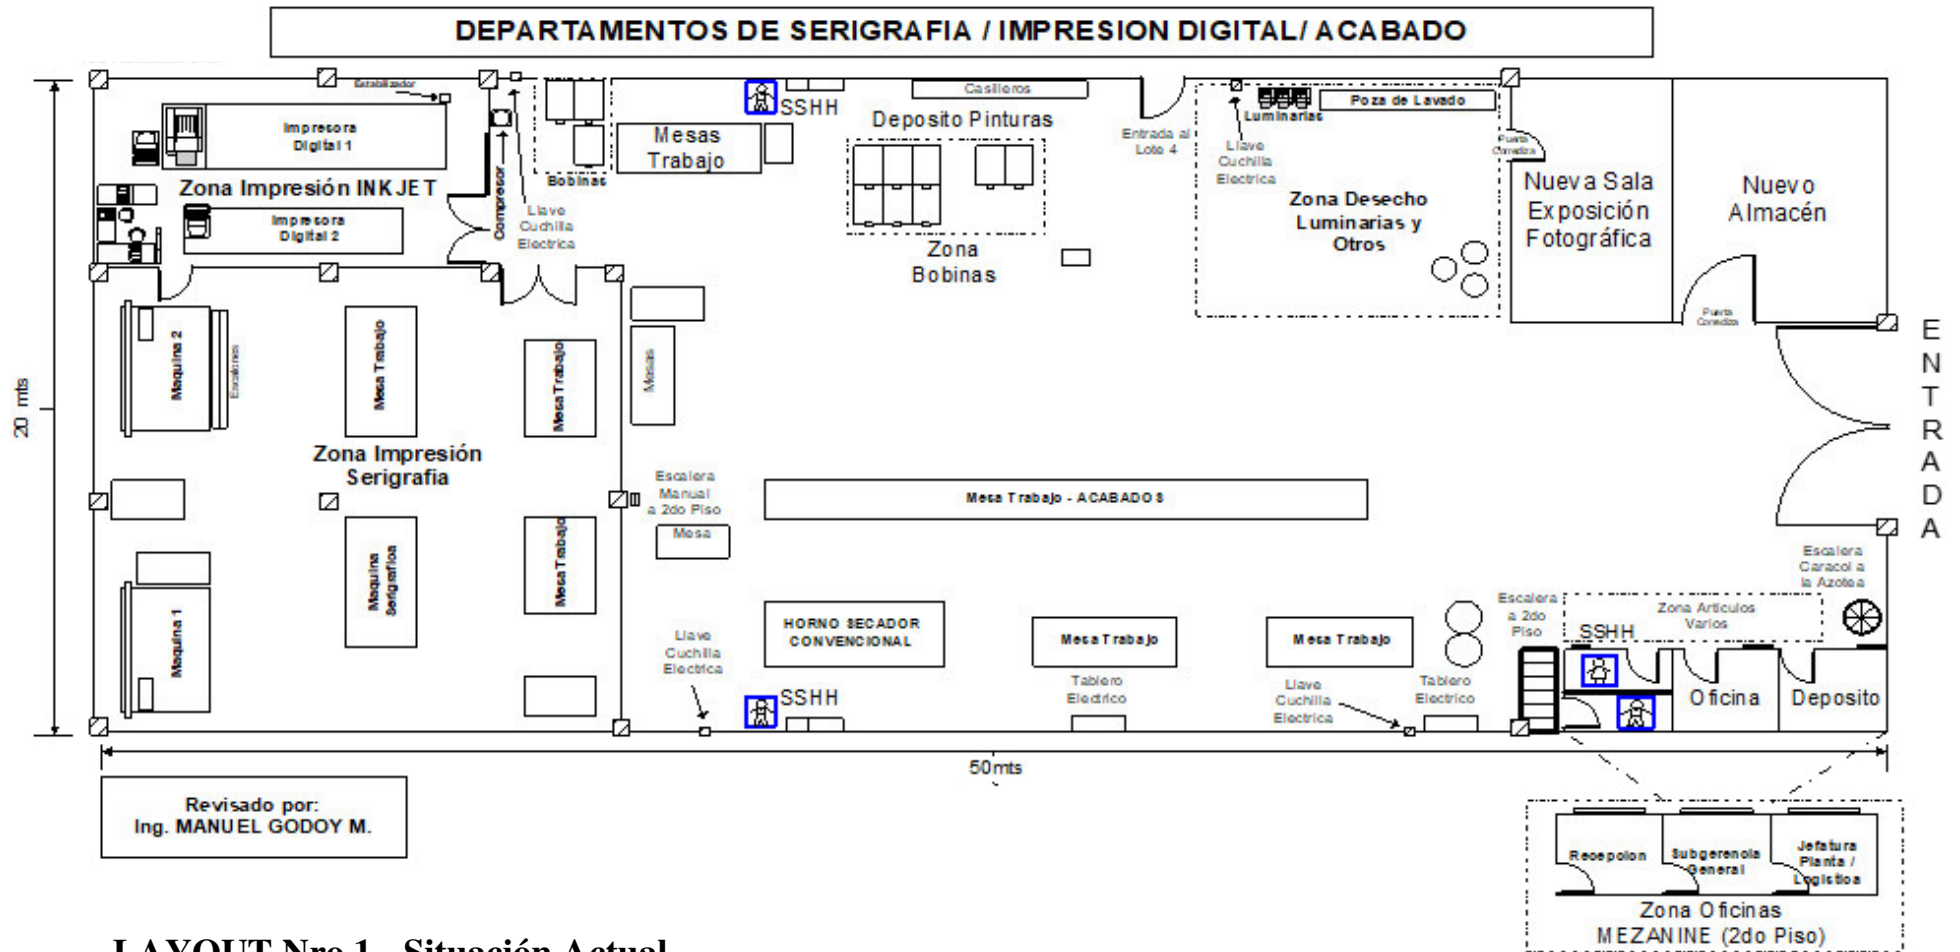 DEPARTAMENTOS DE SERIGRAFIA / IMPRESION DIGITAL/ ACABADO
Estabilizador
Impresora
Digital 1
Zona Impresión INKJET
Impresora
Digital 2
Compresor
Bobinas
Llave
Cuchilla
Electrica
Mesas
Trabajo
SSHH
Casilleros
Deposito Pinturas
Zona
Bobinas
Entrada al
Lote 4
Llave
Cuchilla
Electrica
Luminarias
Poza de Lavado
Zona Desecho
Luminarias y
Otros
Puerta
Corrediza
Nueva Sala
Exposición
Fotográfica
Nuevo
Almacén
Puerta
Corrediza
ENTRADA
20 mts
Maquina 2
Escalones
Mesa Trabajo
Mesa Trabajo
Mesas
Zona Impresión
Serigrafia
Escalera
Manual
a 2do Piso
Mesa
Mesa Trabajo - ACABADOS
Maquina 1
Maquina
Serigrafica
Mesa Trabajo
Llave
Cuchilla
Electrica
HORNO SECADOR
CONVENCIONAL
SSHH
Mesa Trabajo
Tablero
Electrico
Mesa Trabajo
Llave
Cuchilla
Electrica
Tablero
Electrico
Escalera
a 2do
Piso
Zona Articulos
Varios
Escalera
Caracol a
la Azotea
SSHH
Oficina
Deposito
50mts
Revisado por:
Ing. MANUEL GODOY M.
Recepcion
Subgerencia
General
Jefatura
Planta /
Logistica
Zona Oficinas
MEZANINE (2do Piso)
LAYOUT Nro 1 - Situación Actual